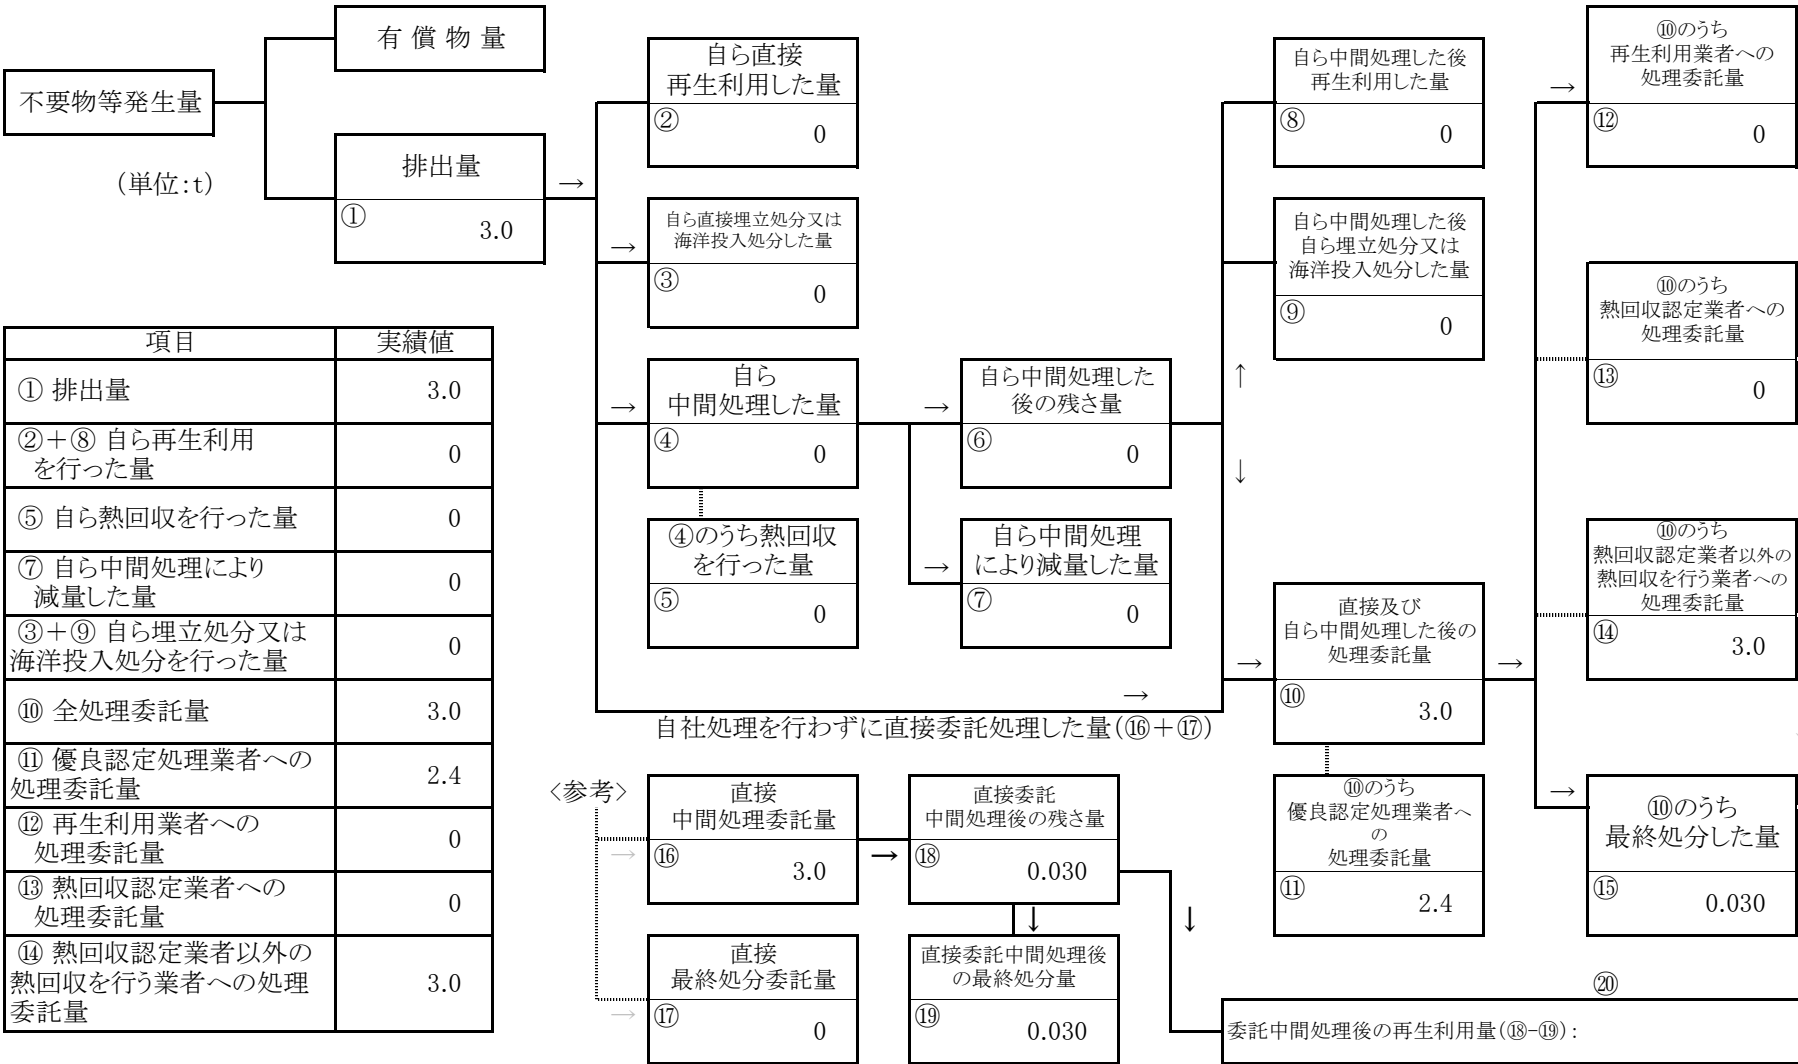 有 償 物 量
不要物等発生量
(単位:t)
排出量
→
①
3.0
自ら直接
再生利用した量
②
0
自ら直接埋立処分又は
海洋投入処分した量
→
③
0
自ら
中間処理した量
→
④
0
④のうち熱回収
を行った量
⑤
0
自ら中間処理した
後の残さ量
→
⑥
0
自ら中間処理
により減量した量
→
⑦
0
自ら中間処理した後
再生利用した量
⑧
0
自ら中間処理した後
自ら埋立処分又は
海洋投入処分した量
⑨
0
↑
↓
直接及び
自ら中間処理した後の
処理委託量
→
→
⑩
3.0
→
自社処理を行わずに直接委託処理した量(⑯+⑰)
⑩のうち
優良認定処理業者へ
の
処理委託量
⑪
2.4
⑩のうち
再生利用業者への
処理委託量
→
⑫
0
⑩のうち
熱回収認定業者への
処理委託量
⑬
0
⑩のうち
熱回収認定業者以外の
熱回収を行う業者への
処理委託量
⑭
3.0
→
⑩のうち
最終処分した量
⑮
0.030
項目 実績値
① 排出量 3.0
②+⑧ 自ら再生利用
を行った量 0
⑤ 自ら熱回収を行った量 0
⑦ 自ら中間処理により
減量した量 0
③+⑨ 自ら埋立処分又は
海洋投入処分を行った量 0
⑩ 全処理委託量 3.0
⑪ 優良認定処理業者への
処理委託量 2.4
⑫ 再生利用業者への
処理委託量 0
⑬ 熱回収認定業者への
処理委託量 0
⑭ 熱回収認定業者以外の
熱回収を行う業者への処理
委託量 3.0
<参考>
直接
中間処理委託量
→
⑯
3.0
→
直接委託
中間処理後の残さ量
⑱
0.030
↓
↓
直接
最終処分委託量
→
⑰
0
直接委託中間処理後
の最終処分量
⑲
0.030
⑳
委託中間処理後の再生利用量(⑱-⑲):